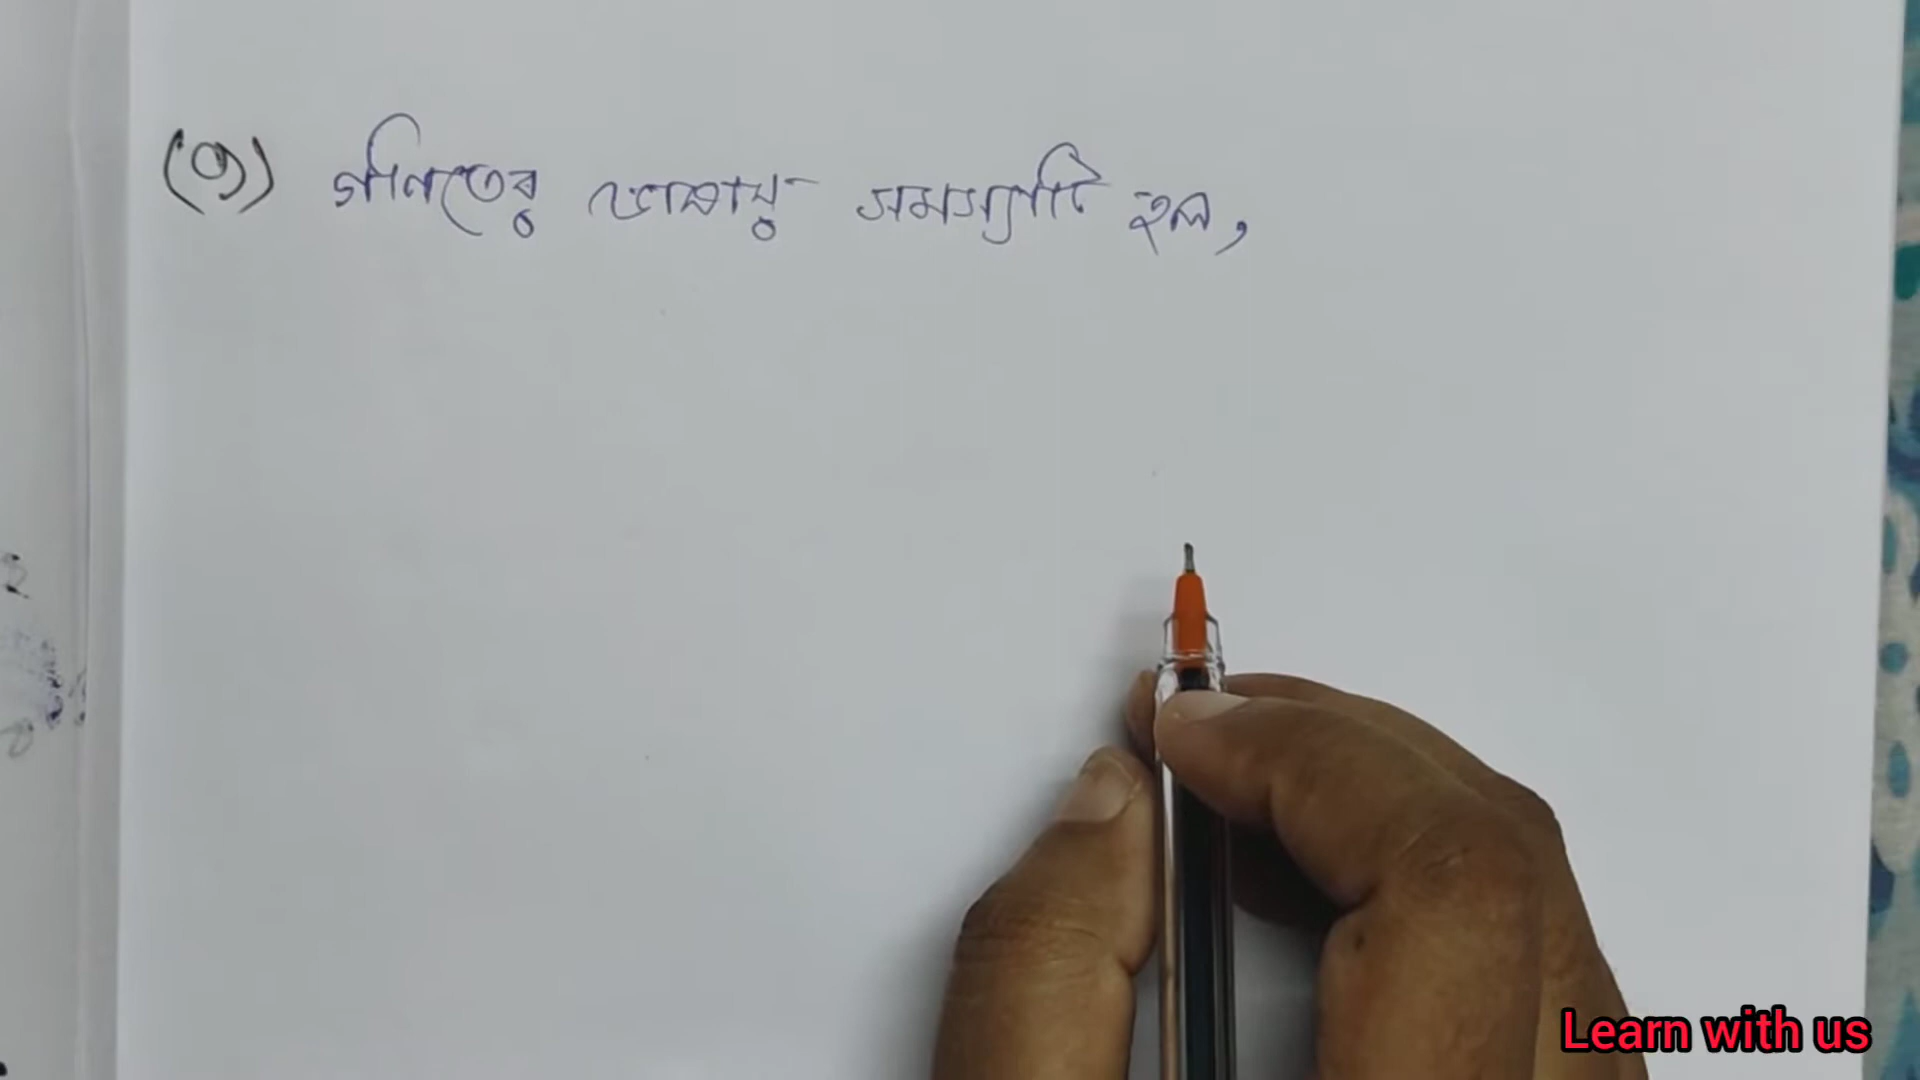 (৩) গনিতের ভাষায় সমস্যাটি হল,
Learn with us